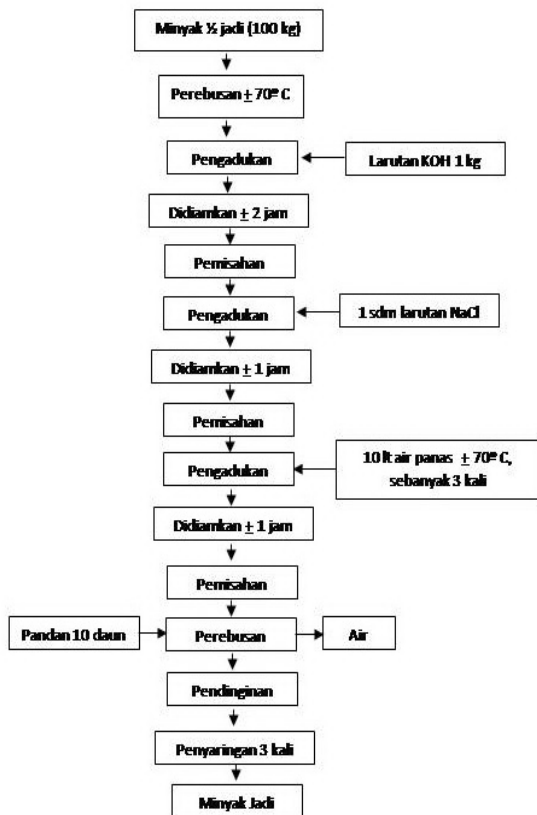 Minyak ½ jadi (100 kg)
Perebusan ± 70º C
Pengadukan
Larutan KOH 1 kg
Didiamkan ± 2 jam
Pemisahan
Pengadukan
1 sdm larutan NaCl
Didiamkan ± 1 jam
Pemisahan
Pengadukan
10 lt air panas ± 70º C,
sebanyak 3 kali
Didiamkan ± 1 jam
Pemisahan
Pandan 10 daun
Perebusan
Air
Pendinginan
Penyaringan 3 kali
Minyak Jadi